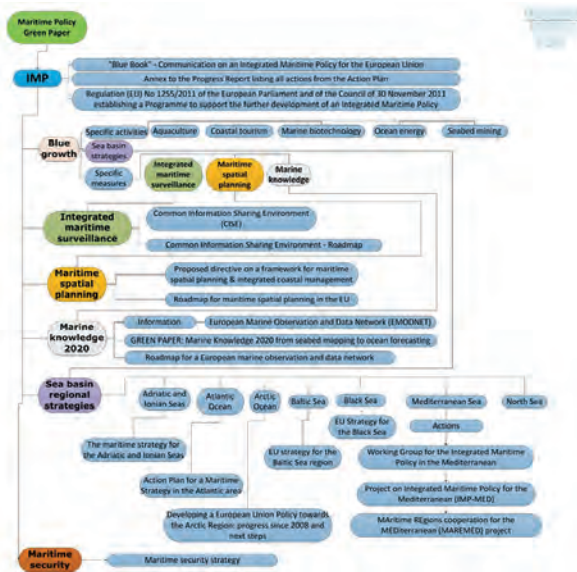 Maritime Policy
Green Paper
IMP
"Blue Book" - Communication on an Integrated Maritime Policy for the European Union
Annex to the Progress Report listing all actions from the Action Plan
Regulation (EU) No 1255/2011 of the European Parliament and of the Council of 30 November 2011
establishing a Programme to support the further development of an Integrated Maritime Policy
Blue
growth
Specific activities
Aquaculture
Coastal tourism
Marine biotechnology
Ocean energy
Seabed mining
Sea basin
strategies
Specific
measures
Integrated
maritime
surveillance
Maritime
spatial
planning
Marine
knowledge
Integrated
maritime
surveillance
Common Information Sharing Environment
(CISE)
Common Information Sharing Environment - Roadmap
Maritime
spatial
planning
Proposed directive on a framework for maritime
spatial planning & integrated coastal management
Roadmap for maritime spatial planning in the EU
Marine
knowledge
2020
Information
European Marine Observation and Data Network (EMODNET)
GREEN PAPER: Marine Knowledge 2020 from seabed mapping to ocean forecasting
Roadmap for a European marine observation and data network
Sea basin
regional
strategies
Adriatic and
Ionian Seas
Atlantic
Ocean
Arctic
Ocean
Baltic Sea
Black Sea
Mediterranean Sea
North Sea
The maritime strategy for
the Adriatic and Ionian Seas
Action Plan for a Maritime
Strategy in the Atlantic area
Developing a European Union Policy towards
the Arctic Region: progress since 2008 and
next steps
EU strategy for the
Baltic Sea region
EU Strategy for
the Black Sea
Actions
Working Group for the Integrated Maritime
Policy in the Mediterranean
Project on Integrated Maritime Policy for the
Mediterranean (IMP-MED)
MAritime REgions cooperation for the
MEDiterranean (MAREMED) project
Maritime
security
Maritime security strategy